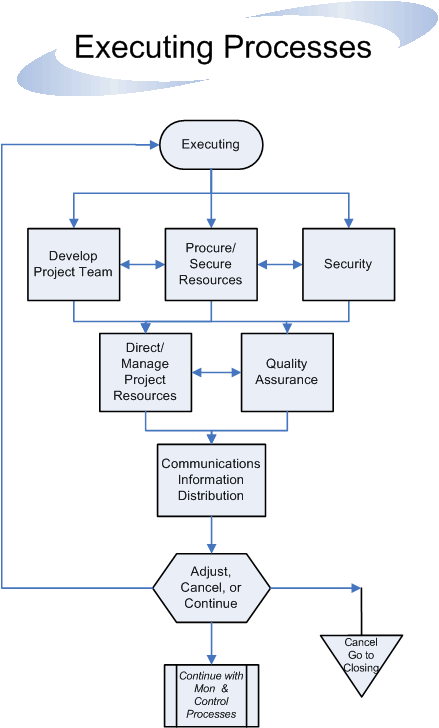 Executing Processes
Executing
Develop
Project Team
Procure/
Secure
Resources
Security
Direct/
Manage
Project
Resources
Quality
Assurance
Communications
Information
Distribution
Adjust,
Cancel, or
Continue
Cancel
Go to
Closing
Continue with
Mon & 
Control
Processes